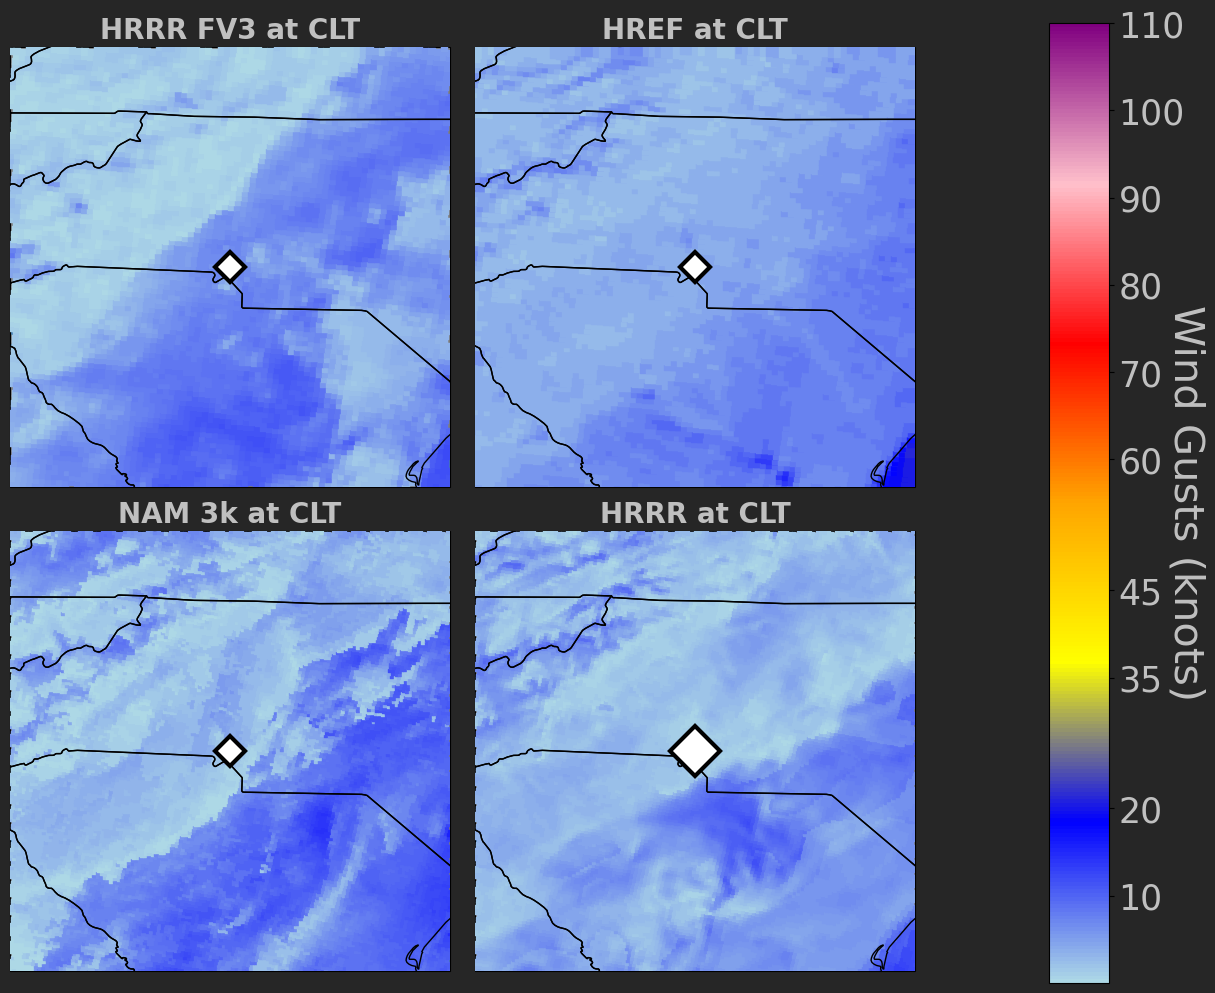 HRRR FV3 at CLT
HREF at CLT
NAM 3k at CLT
HRRR at CLT
110
100
90
80
70
60
45
35
20
10
Wind Gusts (knots)